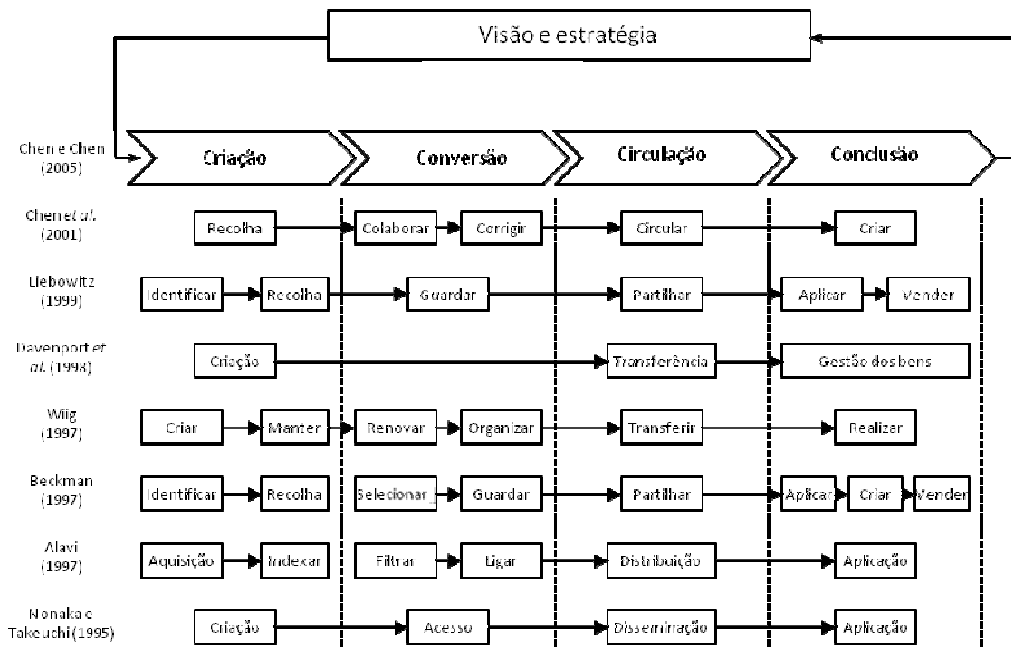 Visão e estratégia
Chen e Chen
(2005)
Criação
Conversão
Circulação
Conclusão
Chen et al.
(2001)
Recolha
Colaborar
Corrigir
Circular
Criar
Liebowitz
(1999)
Identificar
Recolha
Guardar
Partilhar
Aplicar
Vender
Davenport et
al. (1998)
Criação
Transferência
Gestão dos bens
Wiig
(1997)
Criar
Manter
Renovar
Organizar
Transferir
Realizar
Beckman
(1997)
Identificar
Recolha
Selecionar
Guardar
Partilhar
Aplicar
Criar
Vender
Alavi
(1997)
Aquisição
Indexar
Filtrar
Ligar
Distribuição
Aplicação
Nonaka e
Takeuchi (1995)
Criação
Acesso
Disseminação
Aplicação